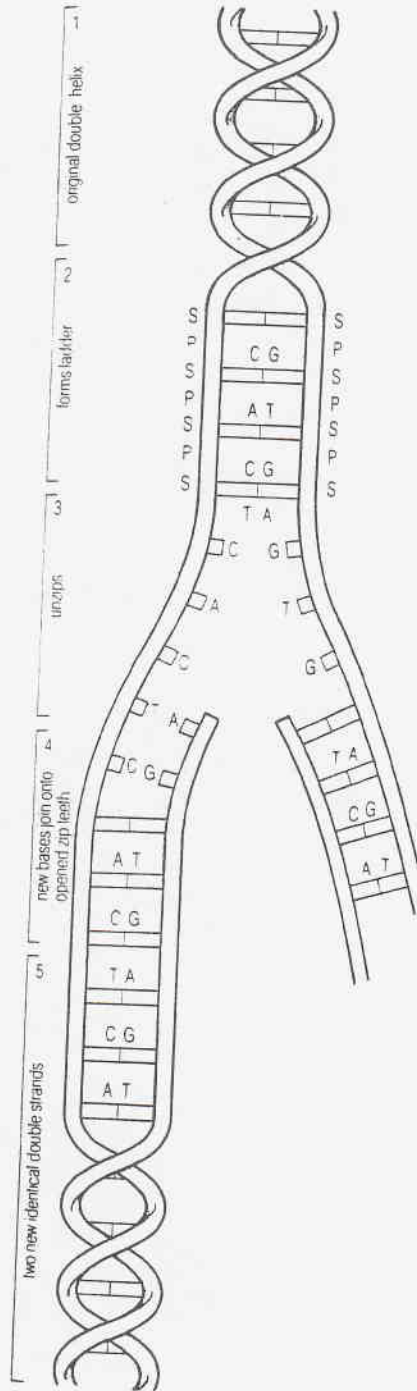 1
original double helix
2
forms ladder
S S
P P
C G
S S
P P
A T
S S
P P
C G
S S
T A
3
unzips
C G
A T
C G
T A
4
new bases join onto
opened zip teeth
C G
T A
C G
A T
A T
C G
5
two new identical double strands
T A
C G
A T